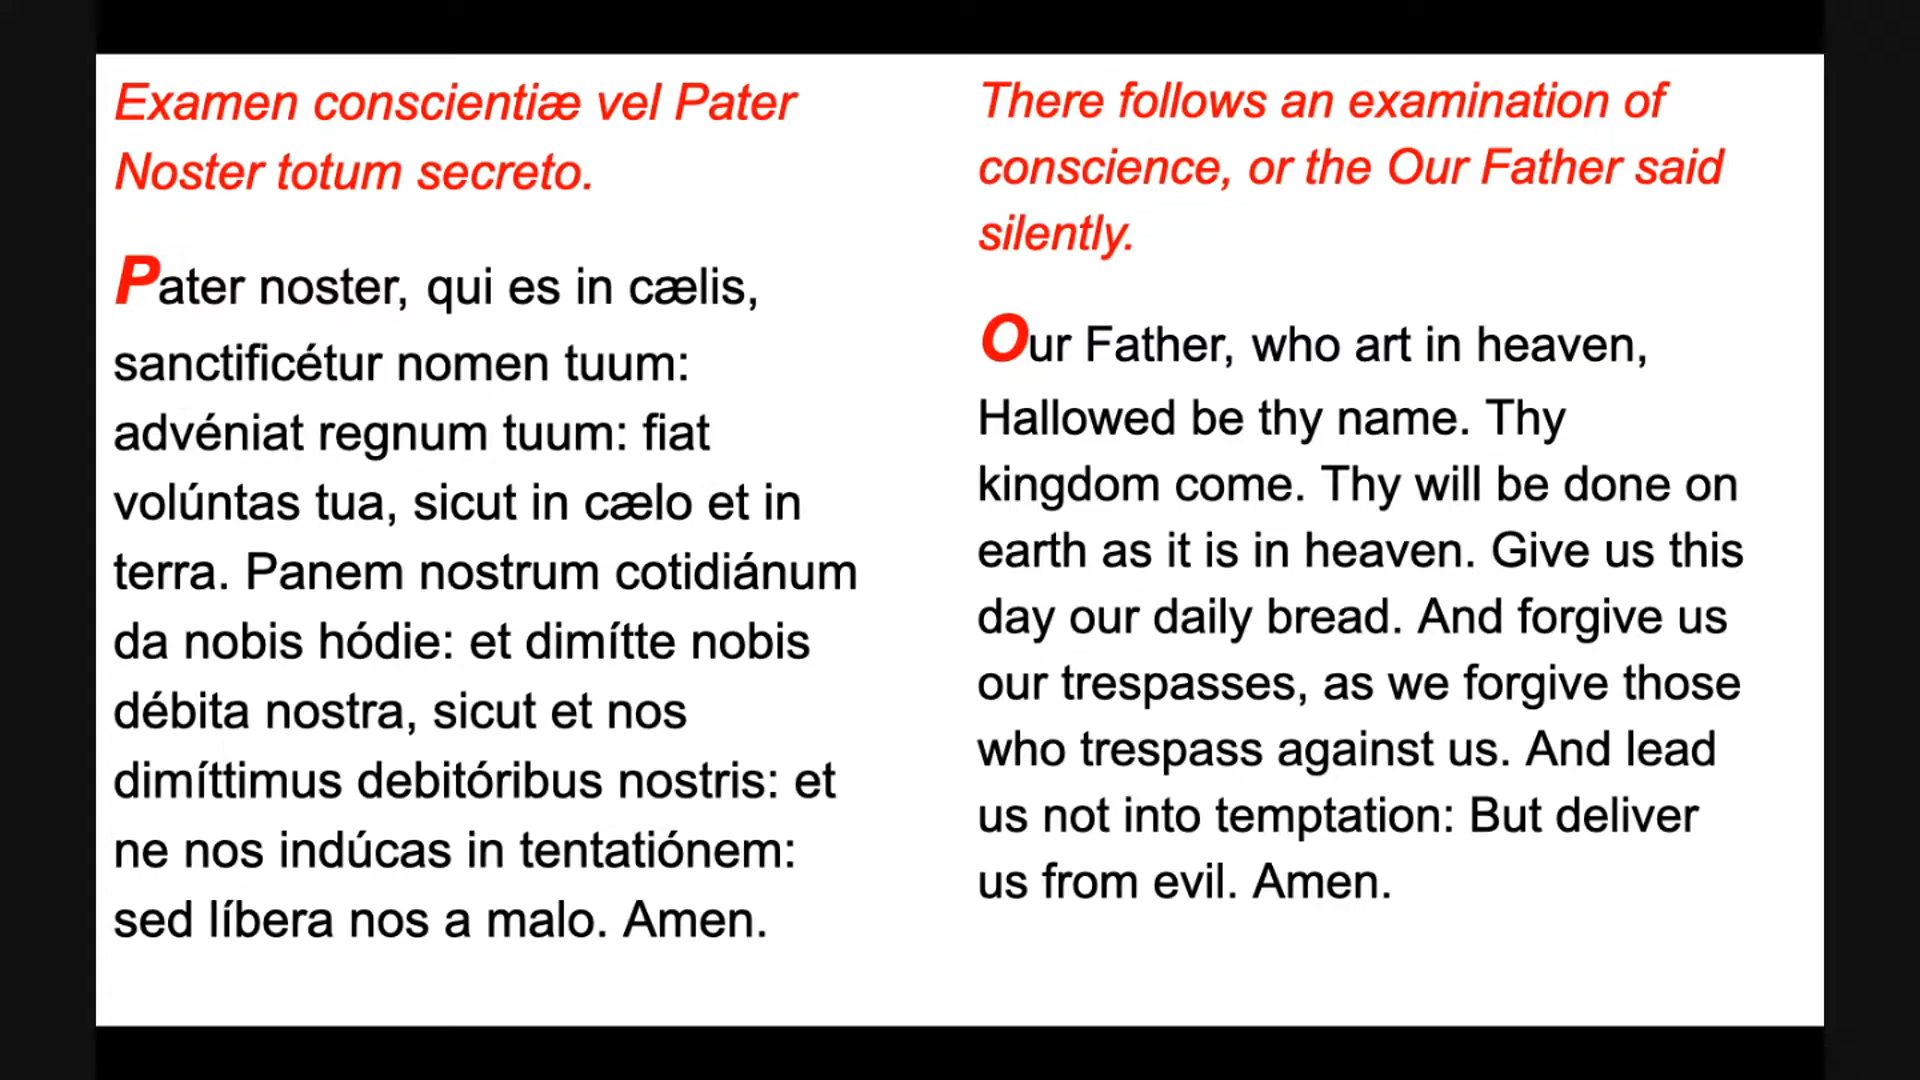 Examen conscientiæ vel Pater
Noster totum secreto.
Pater noster, qui es in cælis,
sanctificétur nomen tuum:
advéniat regnum tuum: fiat
volúntas tua, sicut in cælo et in
terra. Panem nostrum cotidiánum
da nobis hódie: et dimítte nobis
débita nostra, sicut et nos
dimíttimus debitóribus nostris: et
ne nos indúcas in tentatiónem:
sed líbera nos a malo. Amen.
There follows an examination of
conscience, or the Our Father said
silently.
Our Father, who art in heaven,
Hallowed be thy name. Thy
kingdom come. Thy will be done on
earth as it is in heaven. Give us this
day our daily bread. And forgive us
our trespasses, as we forgive those
who trespass against us. And lead
us not into temptation: But deliver
us from evil. Amen.